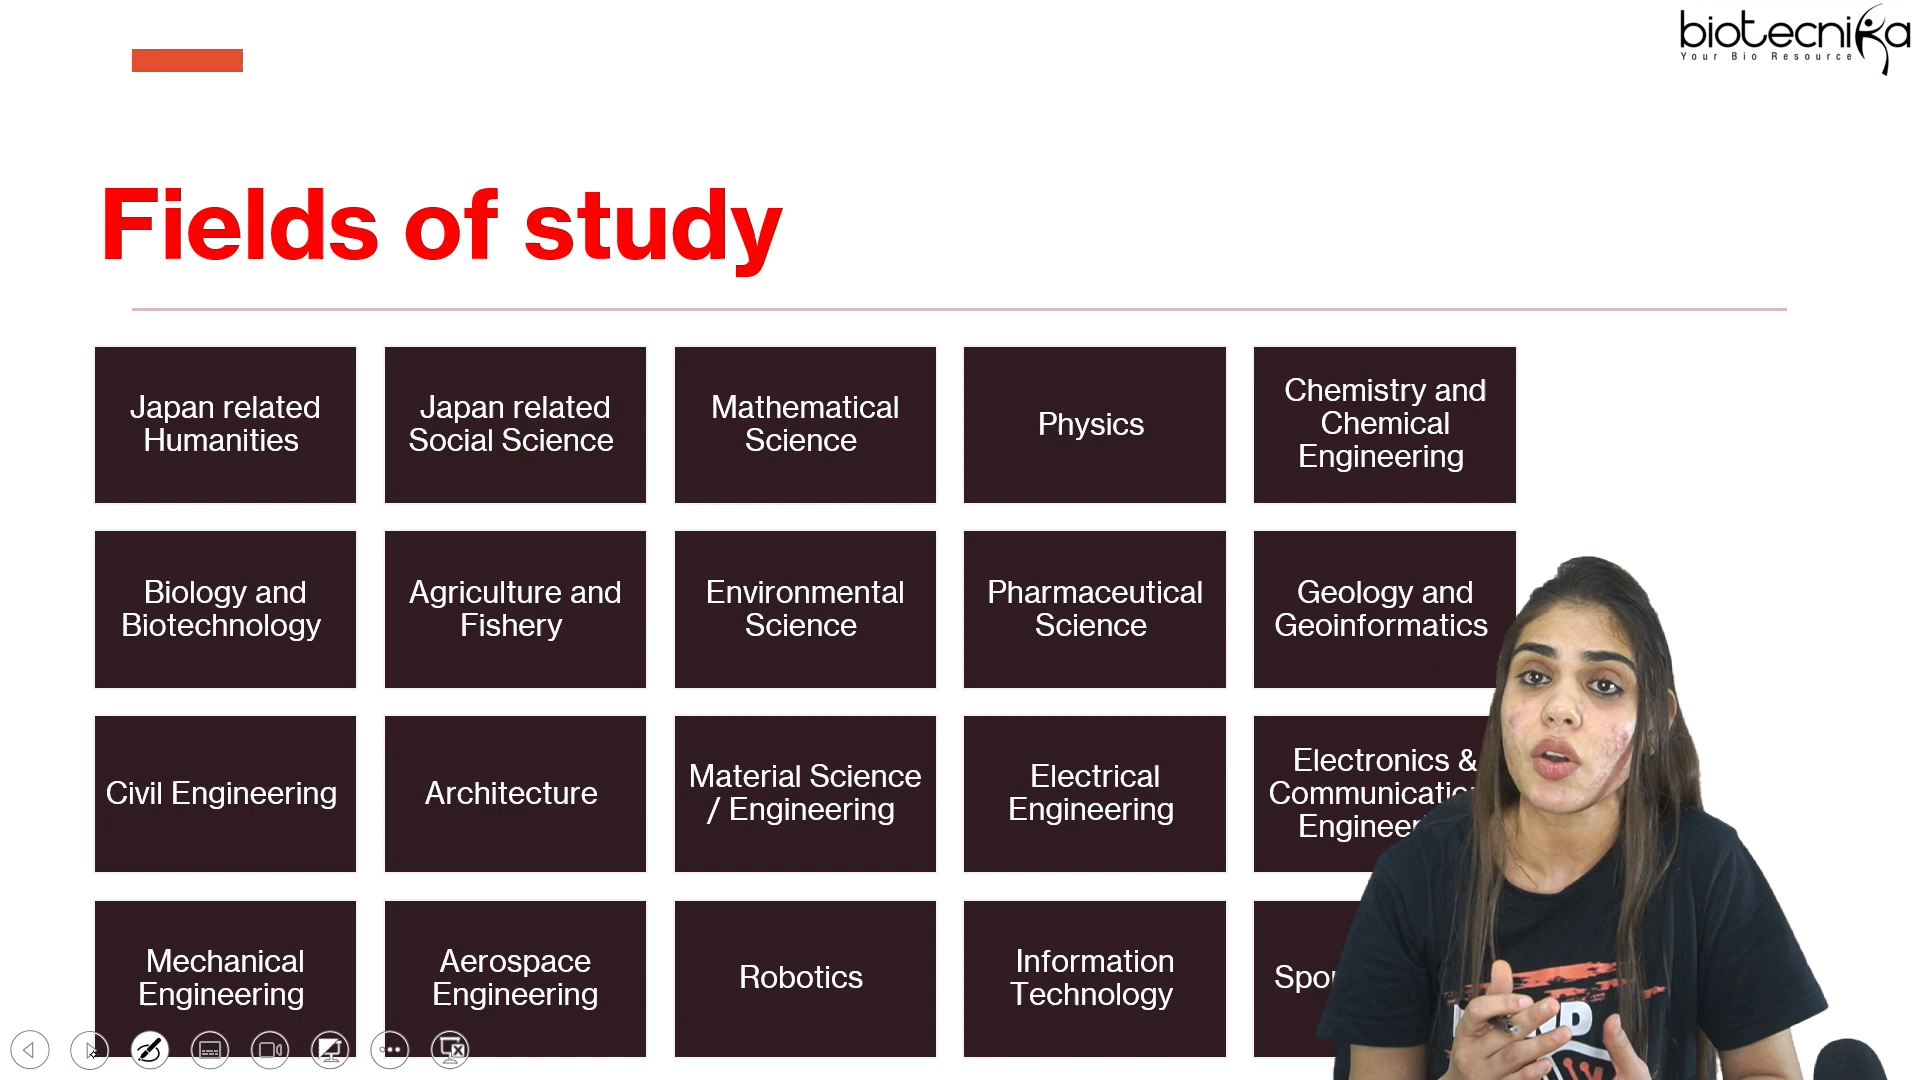 biotecnika
Your Bio Resource
Fields of study
Japan related
Humanities
Japan related
Social Science
Mathematical
Science
Physics
Chemistry and
Chemical
Engineering
Biology and
Biotechnology
Agriculture and
Fishery
Environmental
Science
Pharmaceutical
Science
Geology and
Geoinformatics
Civil Engineering
Architecture
Material Science
/ Engineering
Electrical
Engineering
Electronics &
Mechanical
Engineering
Aerospace
Engineering
Robotics
Information
Technology